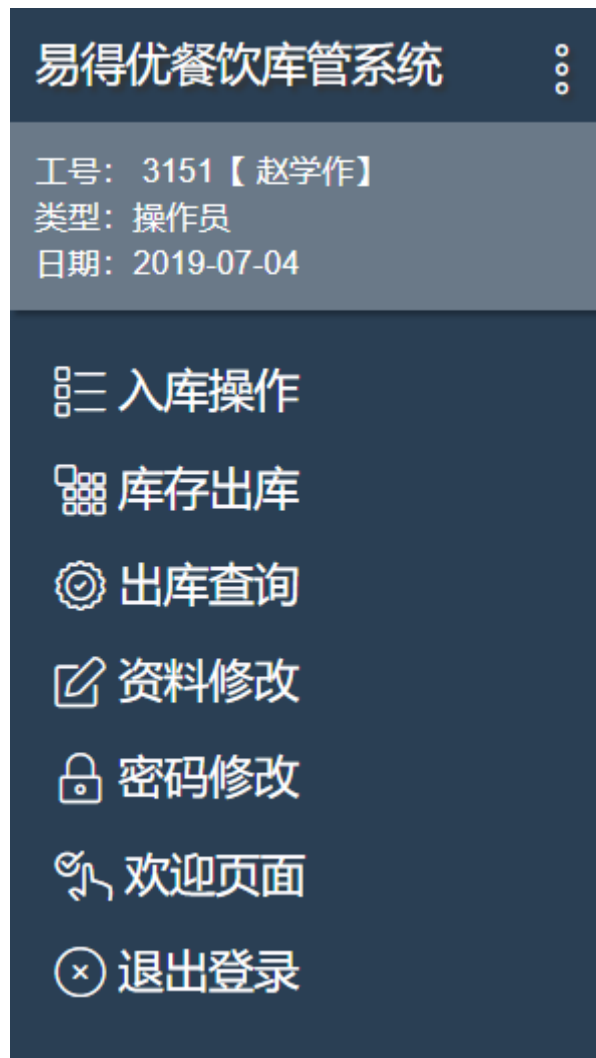 易得优餐饮库管系统
工号： 3151【 赵学作】
类型：操作员
日期：2019-07-04
入库操作
库存出库
出库查询
资料修改
密码修改
欢迎页面
退出登录